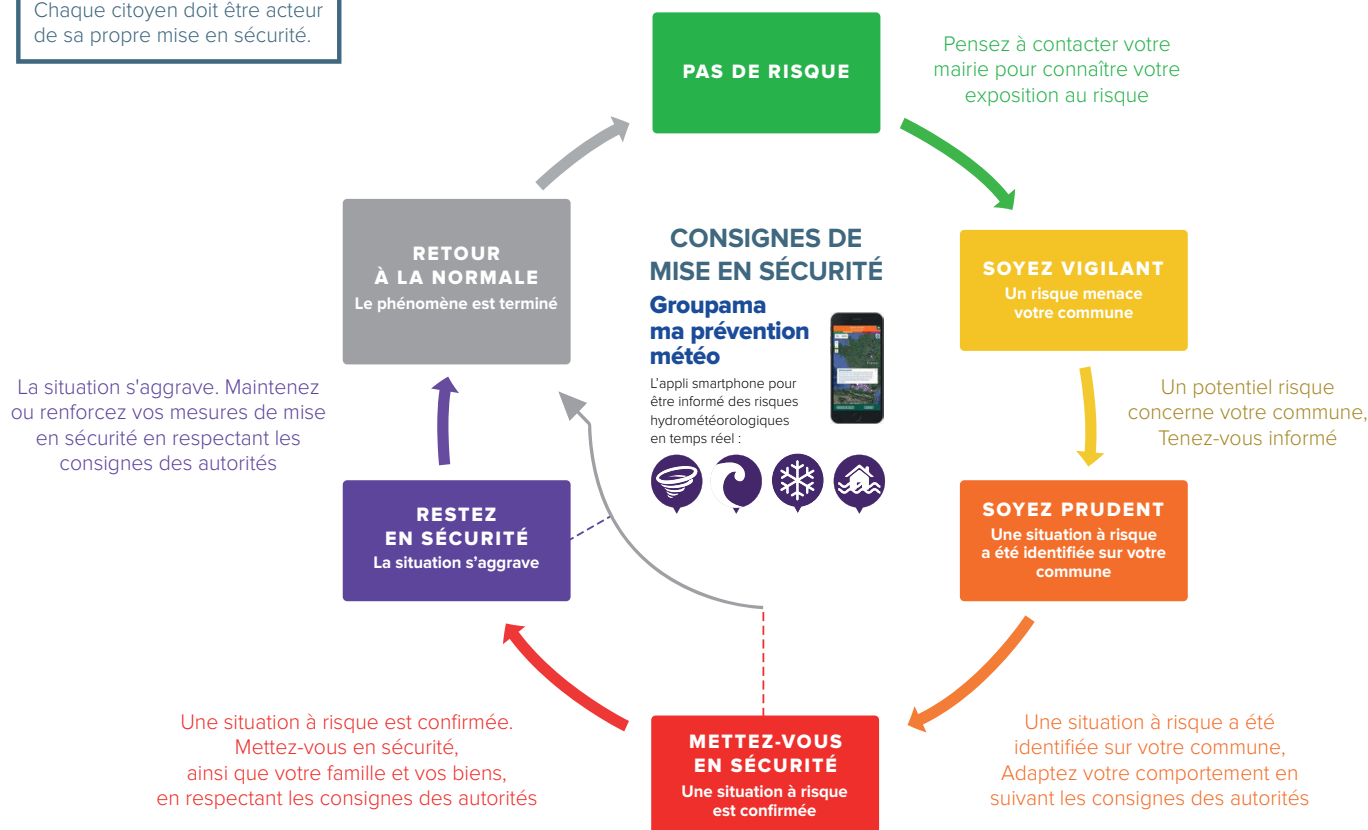 Chaque citoyen doit être acteur
de sa propre mise en sécurité.
PAS DE RISQUE
Pensez à contacter votre
mairie pour connaître votre
exposition au risque
SOYEZ VIGILANT
Un risque menace
votre commune
Un potentiel risque
concerne votre commune,
Tenez-vous informé
SOYEZ PRUDENT
Une situation à risque
a été identifiée sur votre
commune
Une situation à risque a été
identifiée sur votre commune,
Adaptez votre comportement en
suivant les consignes des autorités
METTEZ-VOUS
EN SÉCURITÉ
Une situation à risque
est confirmée
Une situation à risque est confirmée.
Mettez-vous en sécurité,
ainsi que votre famille et vos biens,
en respectant les consignes des autorités
RESTEZ
EN SÉCURITÉ
La situation s’aggrave
La situation s'aggrave. Maintenez
ou renforcez vos mesures de mise
en sécurité en respectant les
consignes des autorités
RETOUR
À LA NORMALE
Le phénomène est terminé
CONSIGNES DE
MISE EN SÉCURITÉ
Groupama
ma prévention
météo
L’appli smartphone pour
être informé des risques
hydrométéorologiques
en temps réel :